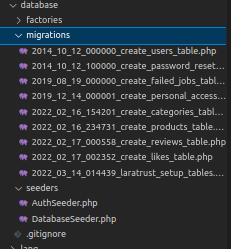 database
factories
migrations
2014_10_12_000000_create_users_table.php
2014_10_12_100000_create_password_reset...
2019_08_19_000000_create_failed_jobs_tabl...
2019_12_14_000001_create_personal_access...
2022_02_16_154201_create_categories_tabl...
2022_02_16_234731_create_products_table....
2022_02_17_000558_create_reviews_table.php
2022_02_17_002352_create_likes_table.php
2022_03_14_014439_laratrust_setup_tables....
seeders
AuthSeeder.php
DatabaseSeeder.php
.gitignore
lang